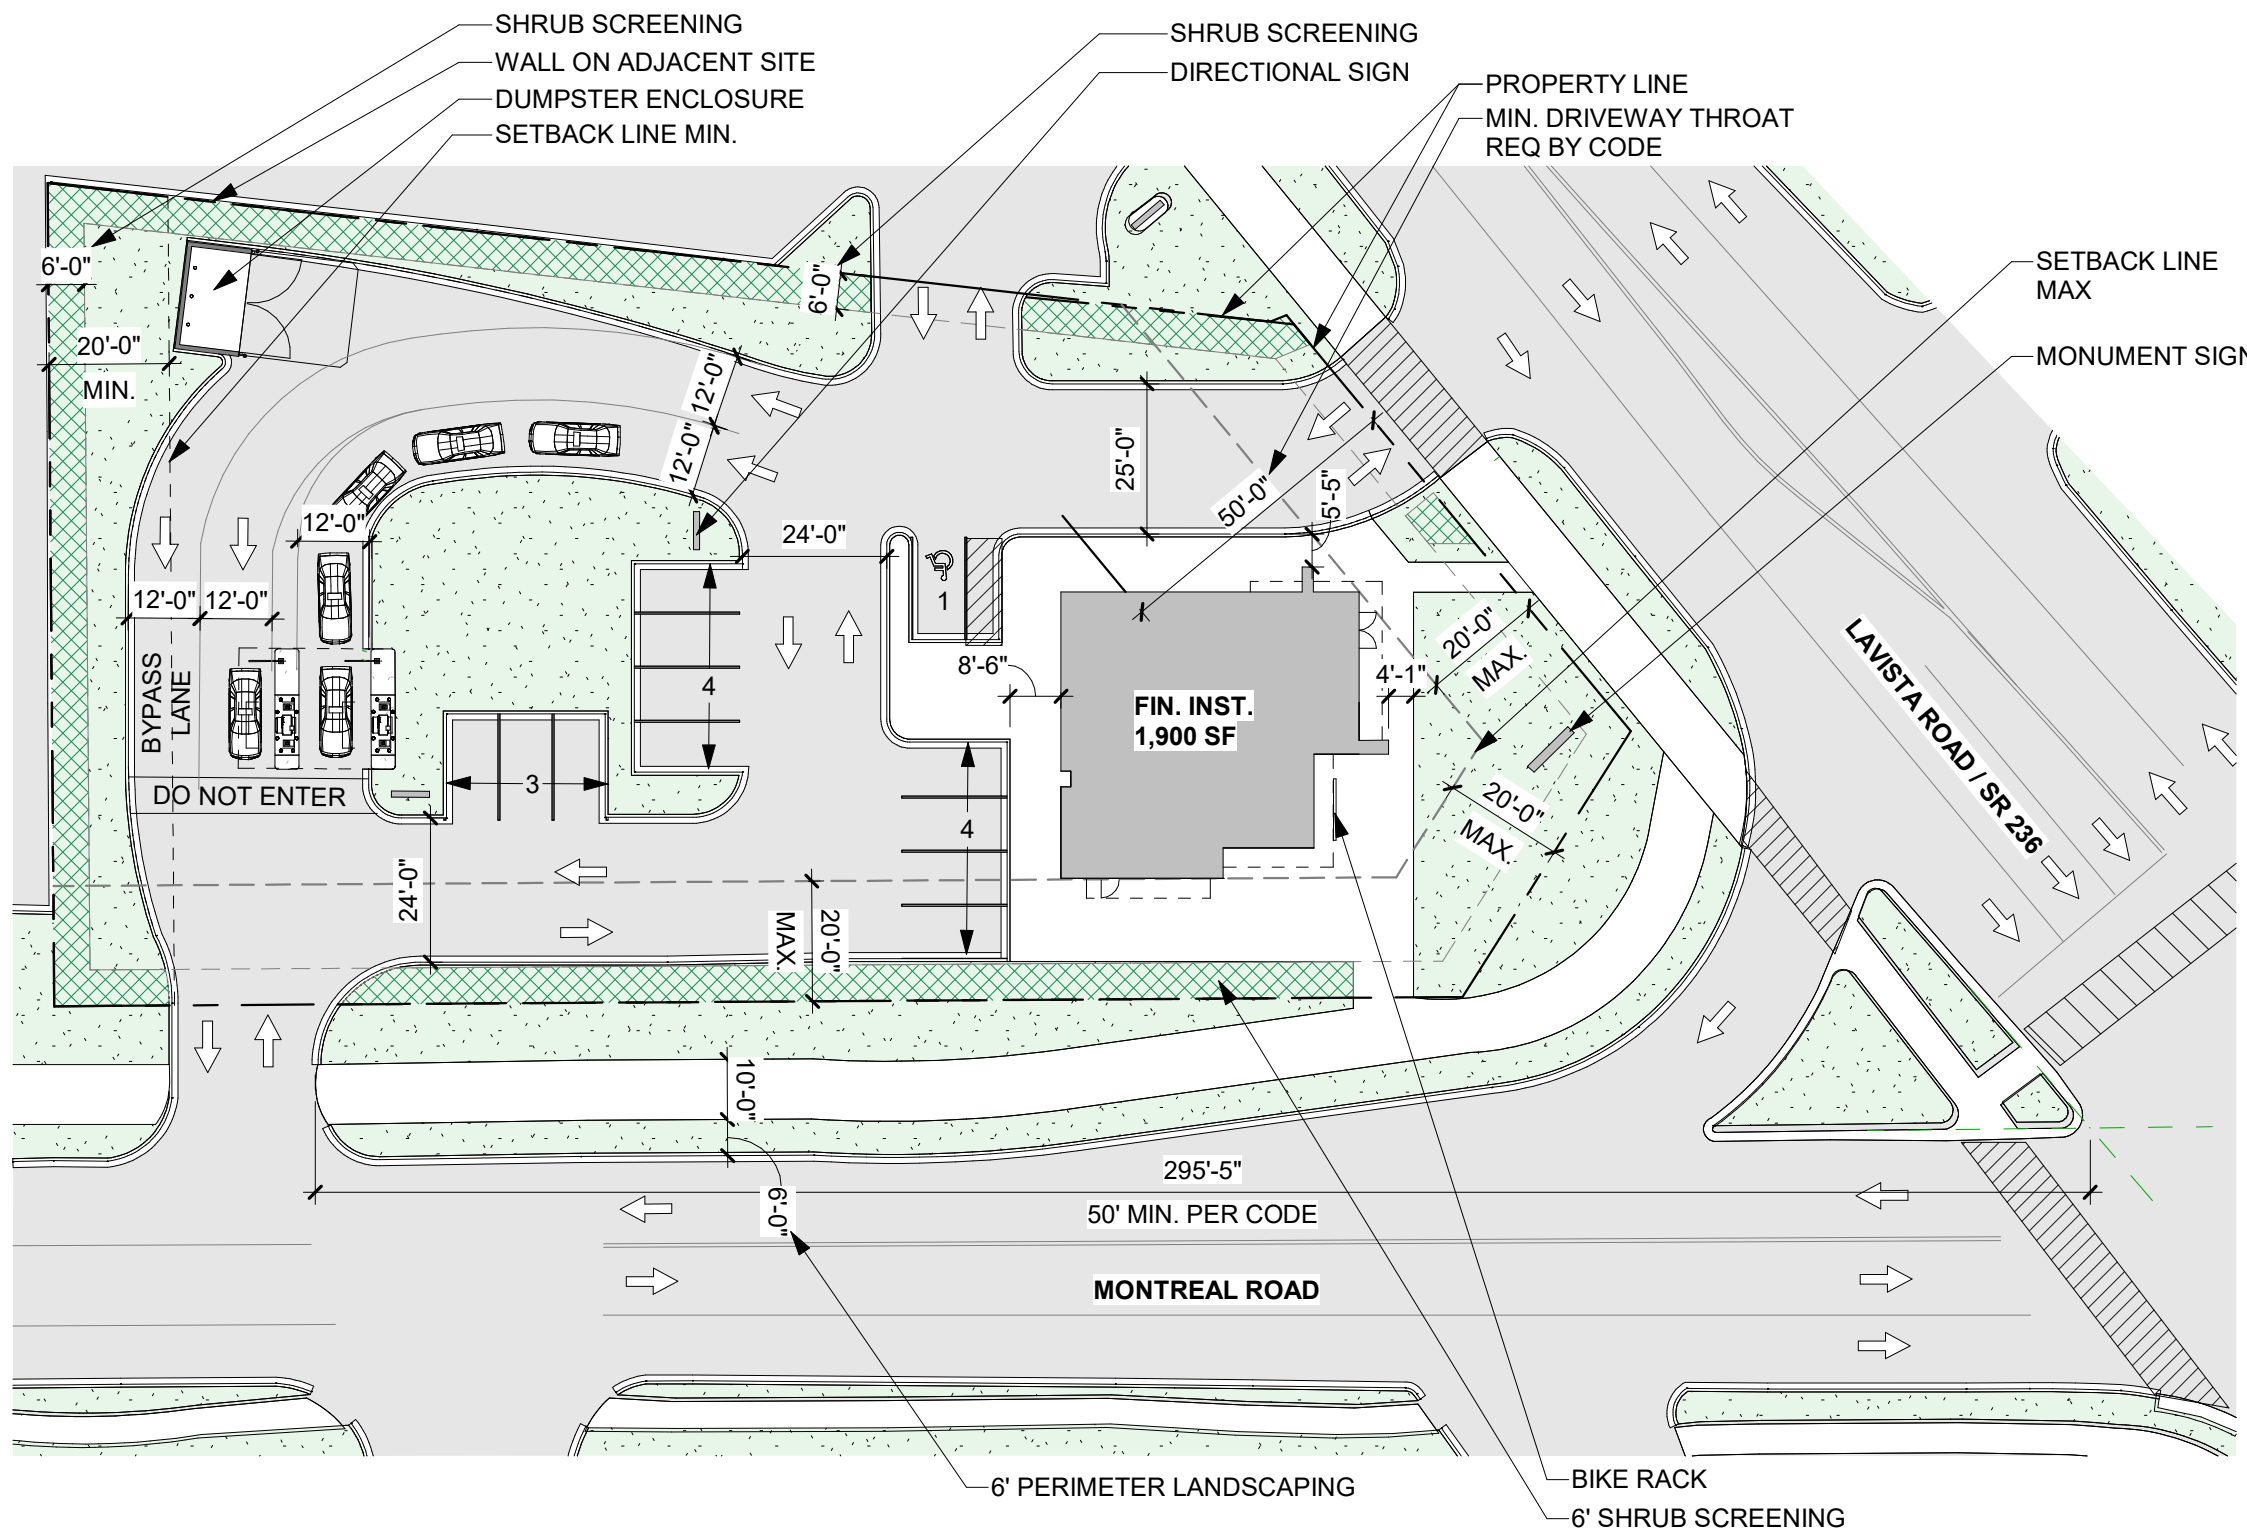 SHRUB SCREENING
WALL ON ADJACENT SITE
DUMPSTER ENCLOSURE
SETBACK LINE MIN.
SHRUB SCREENING
DIRECTIONAL SIGN
PROPERTY LINE
MIN. DRIVEWAY THROAT
REQ BY CODE
SETBACK LINE
MAX
MONUMENT SIGN
6'-0"
6'-0"
20'-0"
MIN.
12'-0"
12'-0"
25'-0"
50'-0"
5'-5"
12'-0"
24'-0"
12'-0"
12'-0"
1
8'-6"
20'-0"
MAX.
4'-1"
BYPASS
LANE
4
FIN. INST.
1,900 SF
LAVISTA ROAD / SR 236
3
DO NOT ENTER
4
20'-0"
MAX.
24'-0"
20'-0"
MAX.
10'-0"
6'-0"
295'-5"
50' MIN. PER CODE
MONTREAL ROAD
6' PERIMETER LANDSCAPING
BIKE RACK
6' SHRUB SCREENING